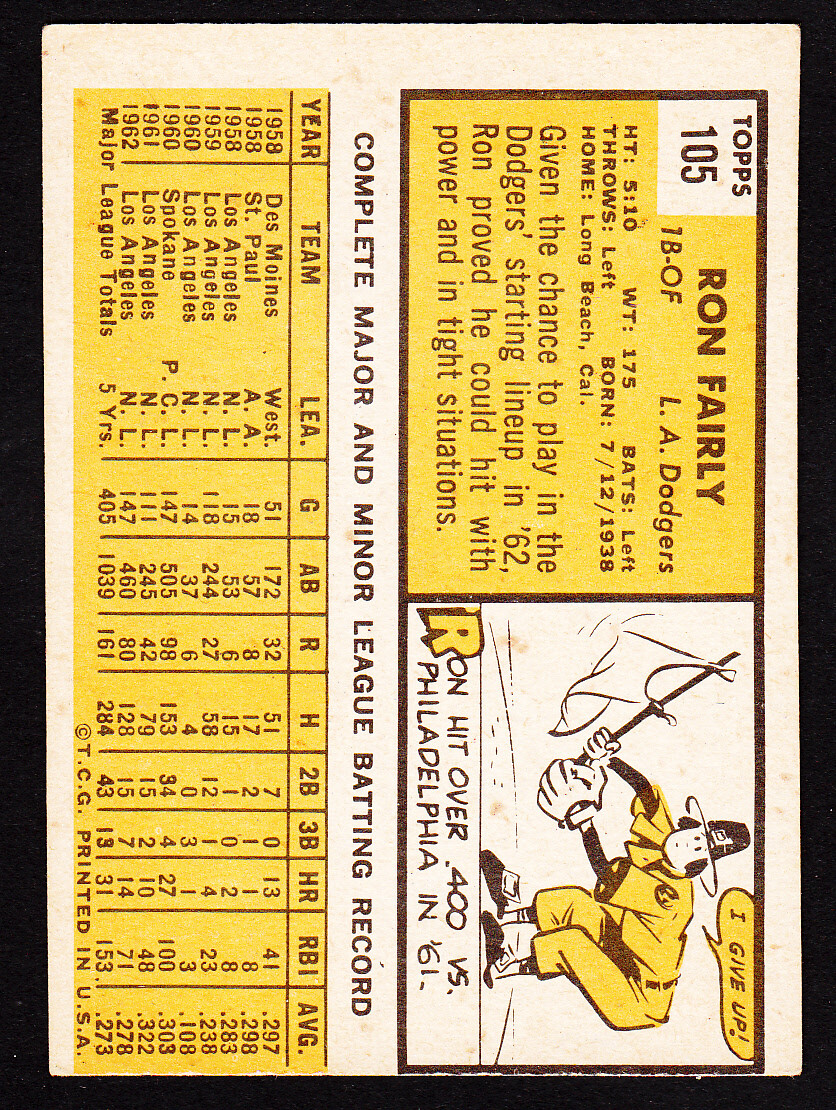 TOPPS
105
RON FAIRLY
1B-OF L. A. Dodgers
HT: 5:10 WT: 175 BATS: Left
THROWS: Left BORN: 7/12/1938
HOME: Long Beach, Cal.
Given the chance to play in the
Dodgers' starting lineup in '62,
Ron proved he could hit with
power and in tight situations.
I GIVE UP!
RON HIT OVER .400 VS.
PHILADELPHIA IN '61.
COMPLETE MAJOR AND MINOR LEAGUE BATTING RECORD
YEAR TEAM LEA. G AB R H 2B 3B HR RBI AVG.
1958 Des Moines West. 51 172 32 51 7 0 13 41 .297
1958 St. Paul A. A. 18 57 8 17 2 1 1 8 .298
1958 Los Angeles N. L. 15 53 6 15 1 0 2 8 .283
1959 Los Angeles N. L. 118 244 27 58 12 1 4 23 .238
1960 Los Angeles N. L. 14 37 6 4 0 3 1 3 .108
1960 Spokane P. C. L. 147 505 98 153 34 4 27 100 .303
1961 Los Angeles N. L. 111 245 42 79 15 2 10 48 .322
1962 Los Angeles N. L. 147 460 80 128 15 7 14 71 .278
Major League Totals 5 Yrs. 405 1039 161 284 43 13 31 153 .273
©T.C.G. PRINTED IN U.S.A.